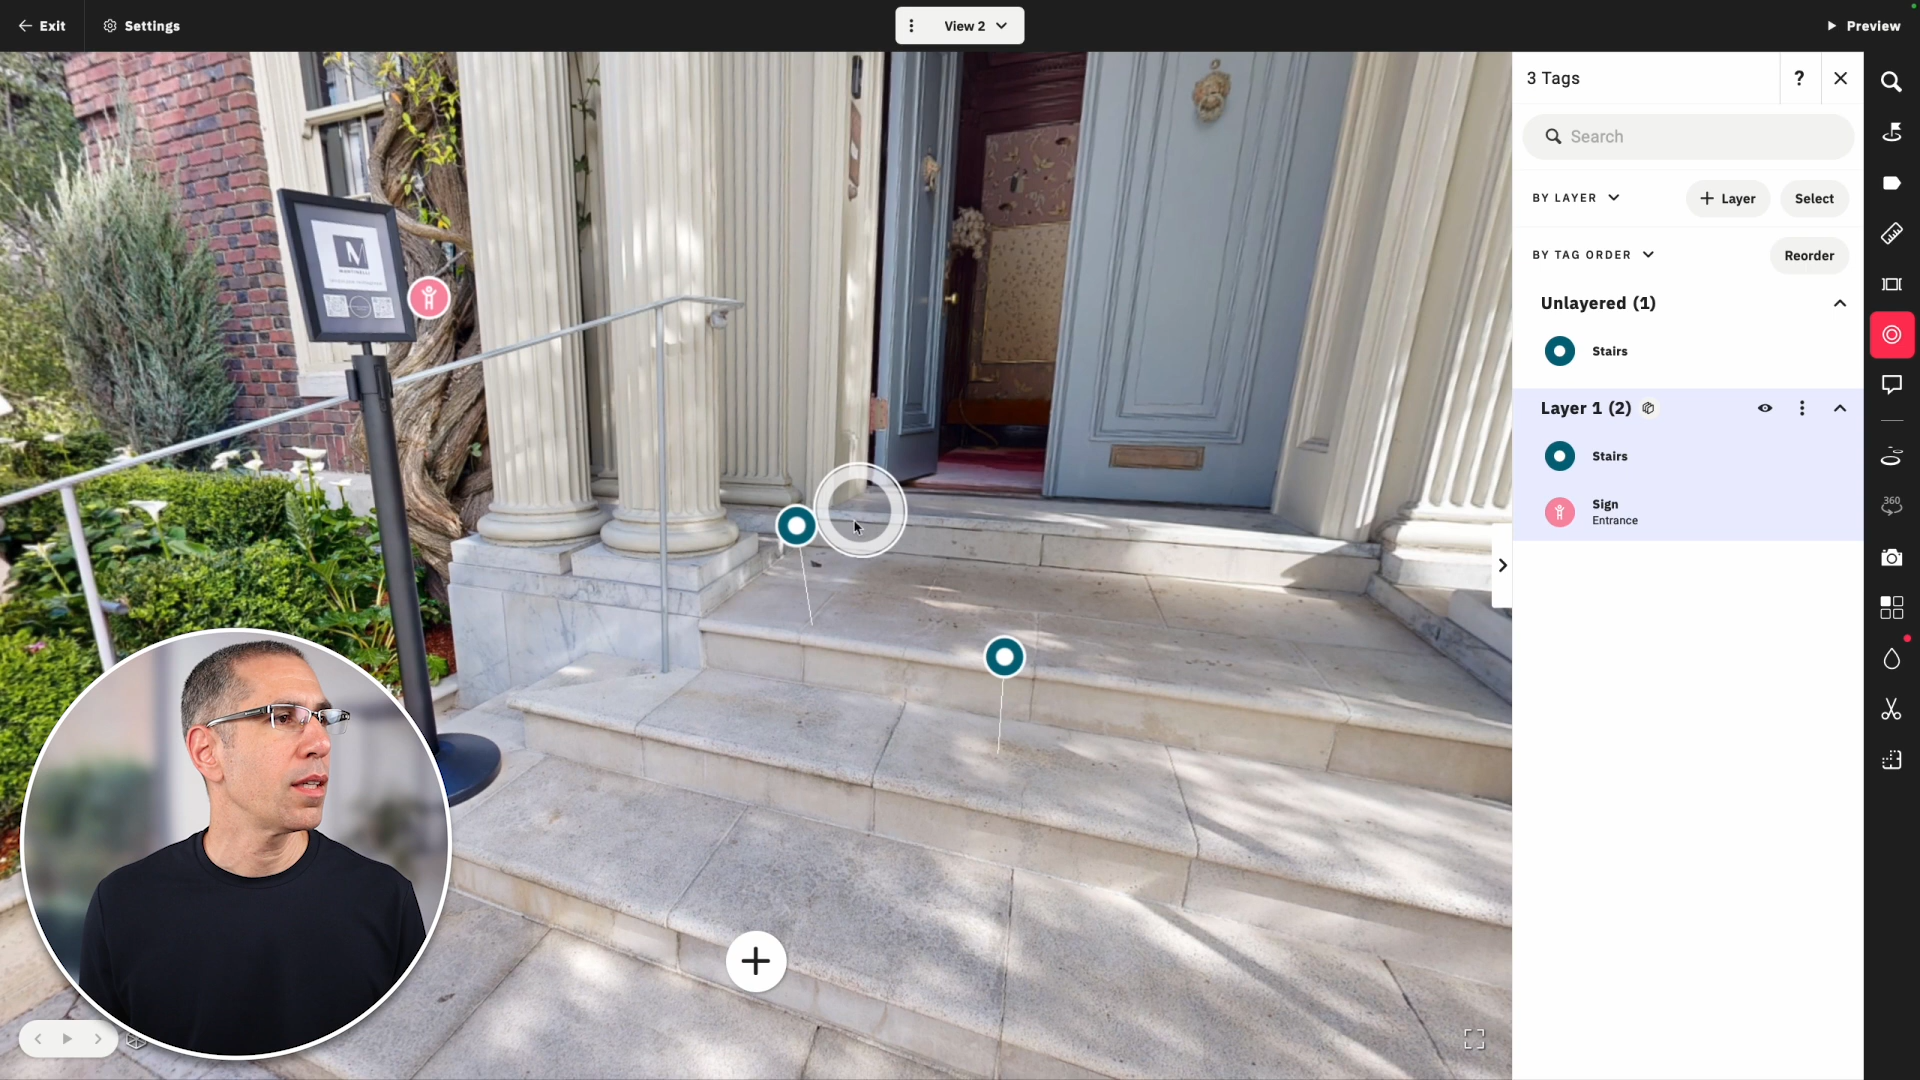 Exit
Settings
View 2
Preview
3 Tags
?
Search
BY LAYER
+ Layer
Select
BY TAG ORDER
Reorder
Unlayered (1)
Stairs
Layer 1 (2)
Stairs
Sign
Entrance
360
M